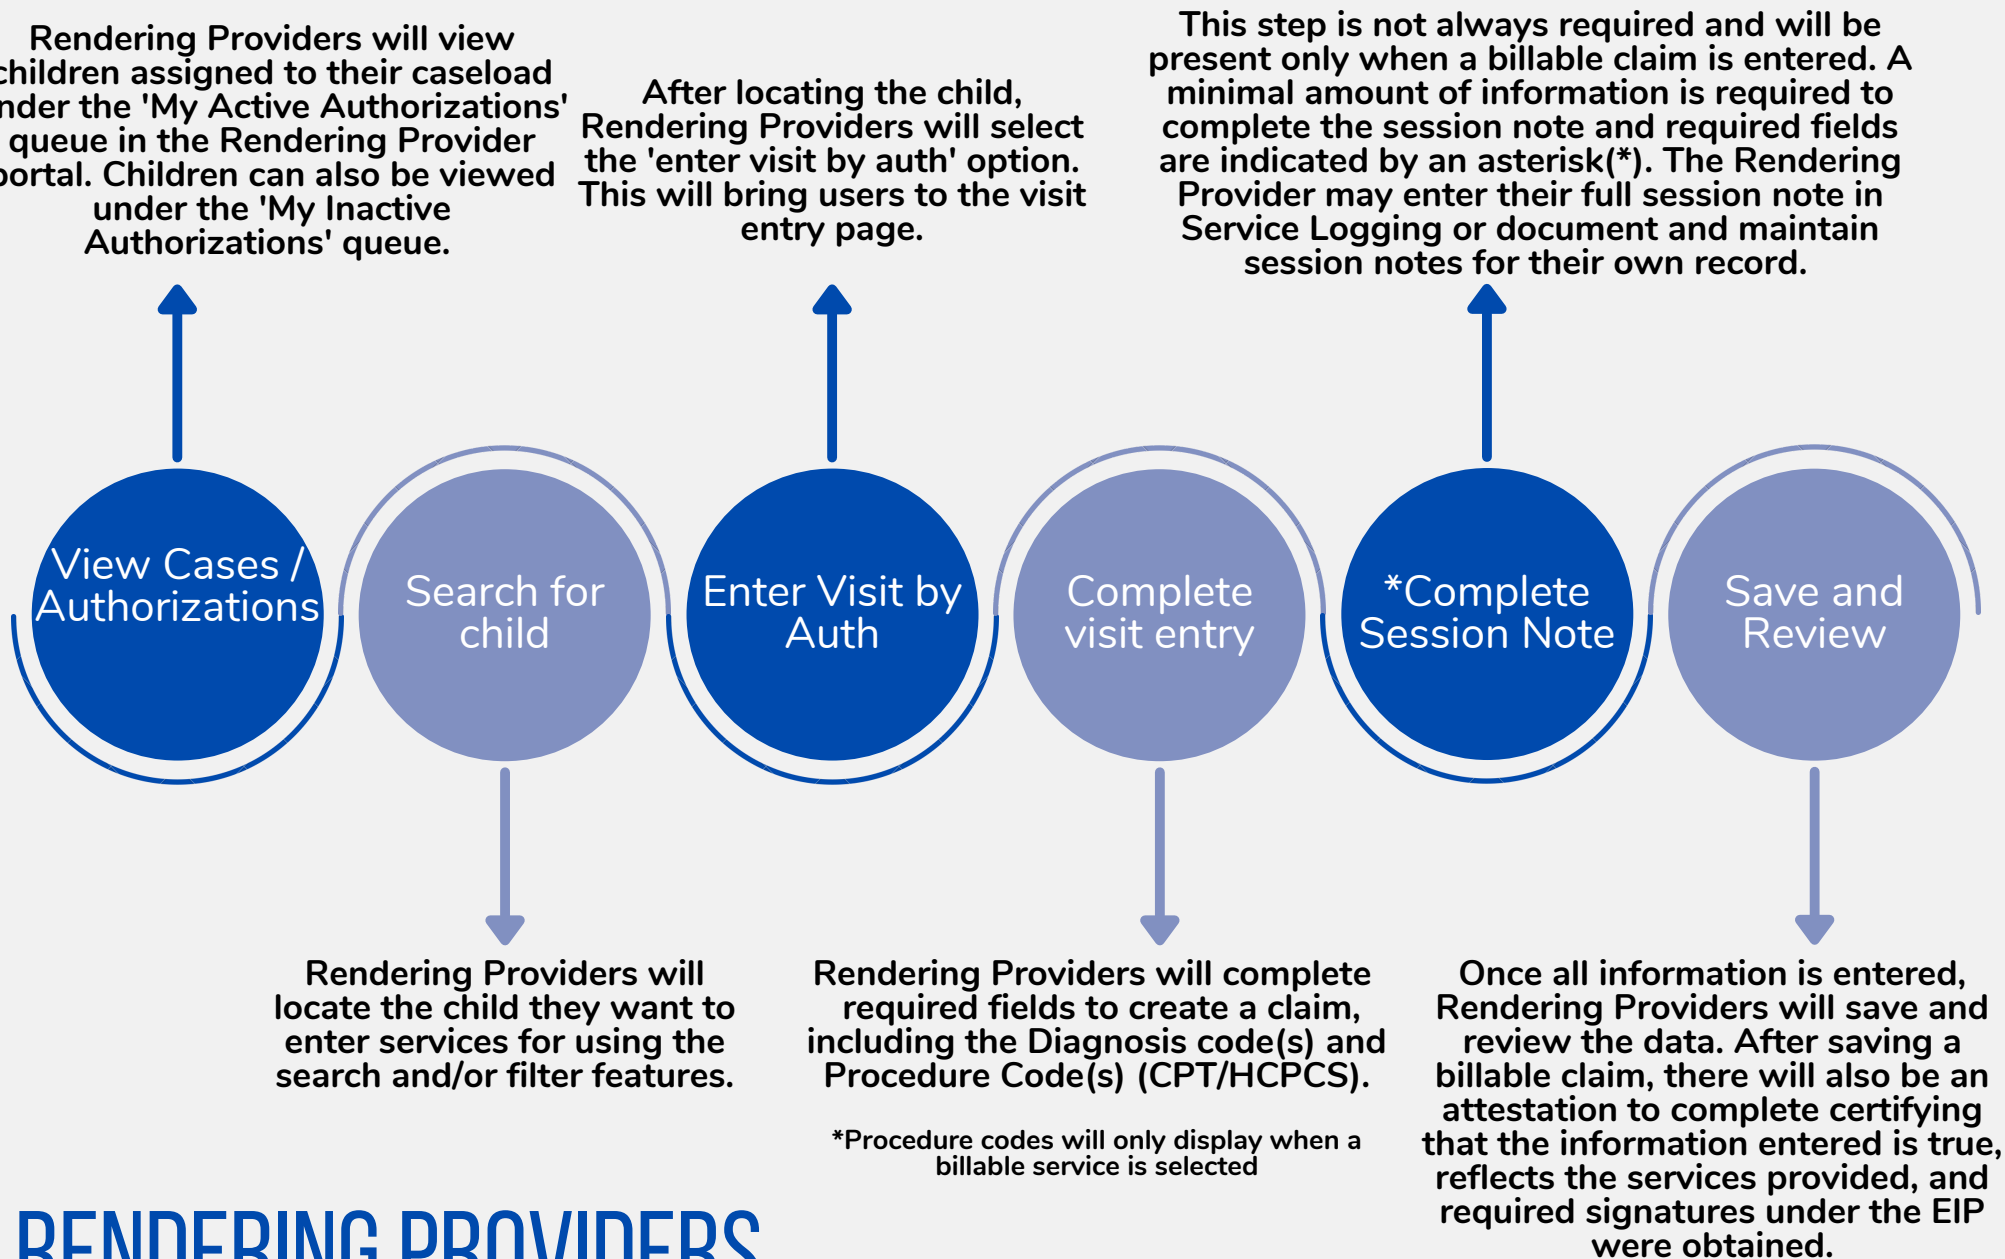 Rendering Providers will view
children assigned to their caseload
under the 'My Active Authorizations'
queue in the Rendering Provider
portal. Children can also be viewed
under the 'My Inactive
Authorizations' queue.
After locating the child,
Rendering Providers will select
the 'enter visit by auth' option.
This will bring users to the visit
entry page.
This step is not always required and will be
present only when a billable claim is entered. A
minimal amount of information is required to
complete the session note and required fields
are indicated by an asterisk(*). The Rendering
Provider may enter their full session note in
Service Logging or document and maintain
session notes for their own record.
View Cases /
Authorizations
Search for
child
Enter Visit by
Auth
Complete
visit entry
*Complete
Session Note
Save and
Review
Rendering Providers will
locate the child they want to
enter services for using the
search and/or filter features.
Rendering Providers will complete
required fields to create a claim,
including the Diagnosis code(s) and
Procedure Code(s) (CPT/HCPCS).
*Procedure codes will only display when a
billable service is selected
Once all information is entered,
Rendering Providers will save and
review the data. After saving a
billable claim, there will also be an
attestation to complete certifying
that the information entered is true,
reflects the services provided, and
required signatures under the EIP
were obtained.
RENDERING PROVIDERS